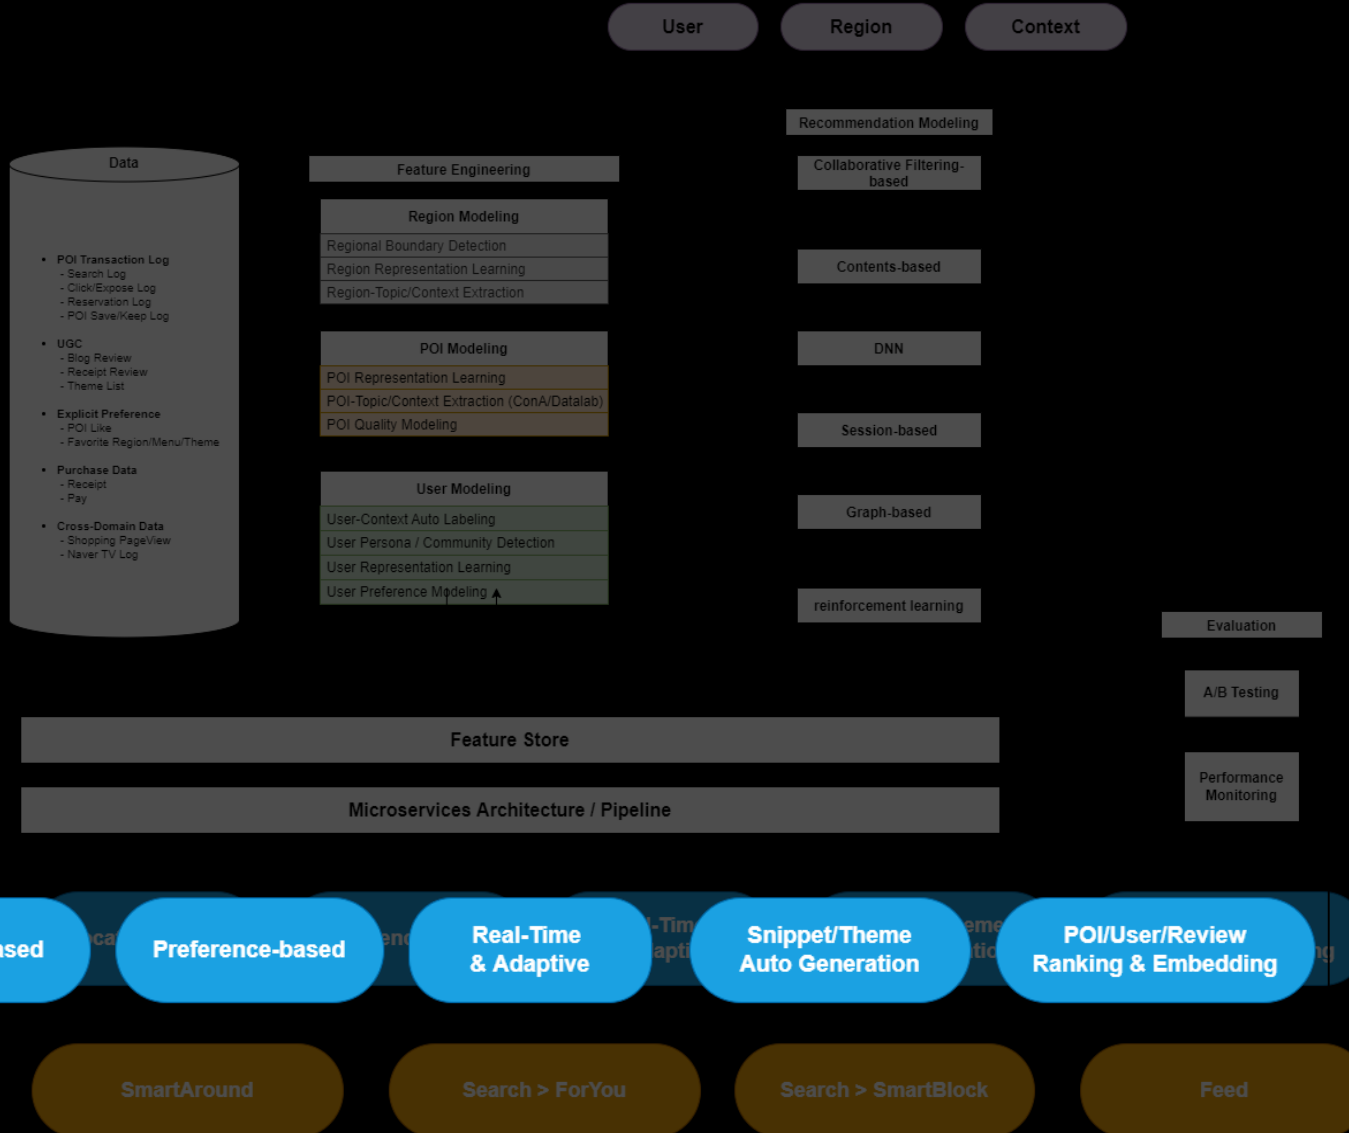 User
Region
Context
Recommendation Modeling
Data
Feature Engineering
Collaborative Filtering-
based
Region Modeling
Regional Boundary Detection
Region Representation Learning
Region-Topic/Context Extraction
• POI Transaction Log
- Search Log
- Click/Expose Log
- Reservation Log
- POI Save/Keep Log
• UGC
- Blog Review
- Receipt Review
- Theme List
• Explicit Preference
- POI Like
- Favorite Region/Menu/Theme
• Purchase Data
- Receipt
- Pay
• Cross-Domain Data
- Shopping PageView
- Naver TV Log
POI Modeling
POI Representation Learning
POI-Topic/Context Extraction (ConA/Datalab)
POI Quality Modeling
User Modeling
User-Context Auto Labeling
User Persona / Community Detection
User Representation Learning
User Preference Modeling
Contents-based
DNN
Session-based
Graph-based
reinforcement learning
Evaluation
A/B Testing
Performance
Monitoring
Feature Store
Microservices Architecture / Pipeline
ased
Preference-based
Real-Time
& Adaptive
Snippet/Theme
Auto Generation
POI/User/Review
Ranking & Embedding
SmartAround
Search > ForYou
Search > SmartBlock
Feed